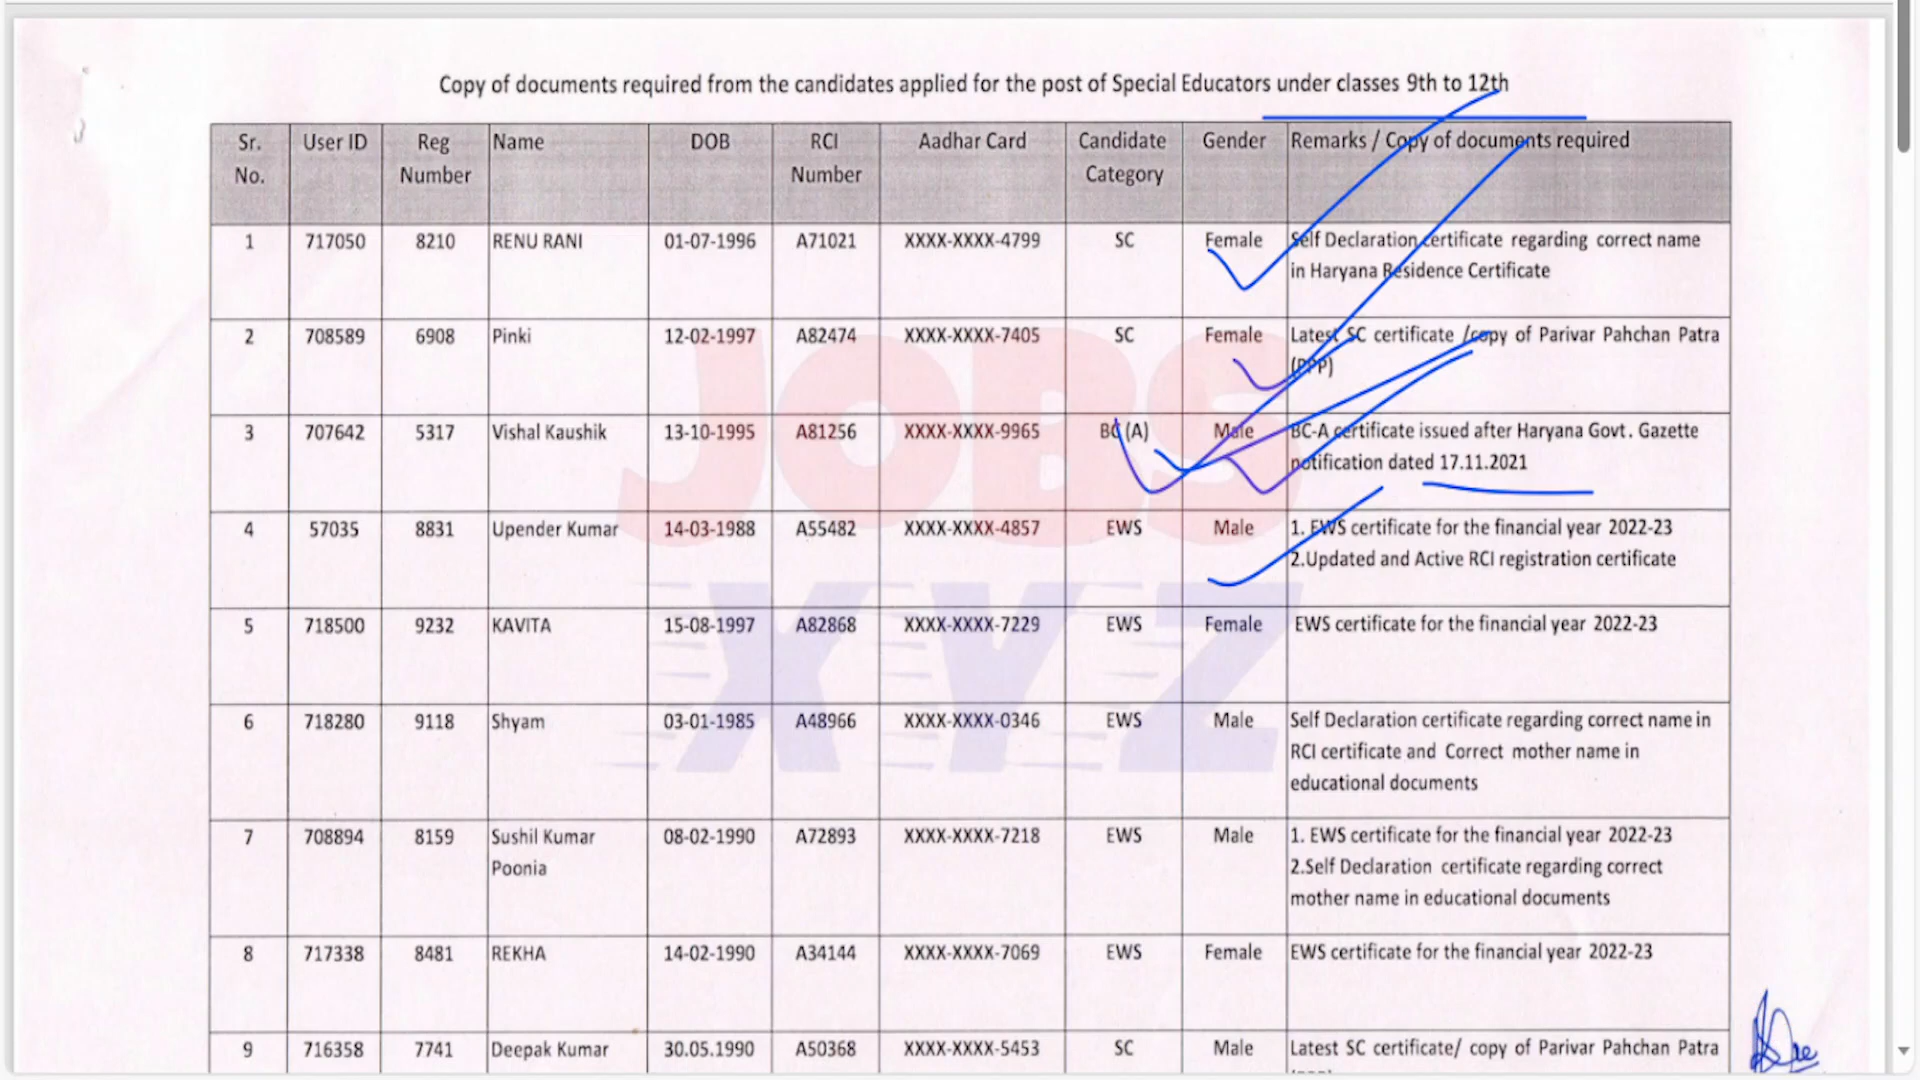 Copy of documents required from the candidates applied for the post of Special Educators under classes 9th to 12th
Sr. No. User ID Reg Number Name DOB RCI Number Aadhar Card Candidate Category Gender Remarks / Copy of documents required
1 717050 8210 RENU RANI 01-07-1996 A71021 XXXX-XXXX-4799 SC Female Self Declaration certificate regarding correct name
in Haryana Residence Certificate
2 708589 6908 Pinki 12-02-1997 A82474 XXXX-XXXX-7405 SC Female Latest SC certificate /copy of Parivar Pahchan Patra
(PPP)
3 707642 5317 Vishal Kaushik 13-10-1995 A81256 XXXX-XXXX-9965 BC (A) Male BC-A certificate issued after Haryana Govt. Gazette
notification dated 17.11.2021
4 57035 8831 Upender Kumar 14-03-1988 A55482 XXXX-XXXX-4857 EWS Male 1. EWS certificate for the financial year 2022-23
2.Updated and Active RCI registration certificate
5 718500 9232 KAVITA 15-08-1997 A82868 XXXX-XXXX-7229 EWS Female EWS certificate for the financial year 2022-23
6 718280 9118 Shyam 03-01-1985 A48966 XXXX-XXXX-0346 EWS Male Self Declaration certificate regarding correct name in
RCI certificate and Correct mother name in
educational documents
7 708894 8159 Sushil Kumar Poonia 08-02-1990 A72893 XXXX-XXXX-7218 EWS Male 1. EWS certificate for the financial year 2022-23
2.Self Declaration certificate regarding correct
mother name in educational documents
8 717338 8481 REKHA 14-02-1990 A34144 XXXX-XXXX-7069 EWS Female EWS certificate for the financial year 2022-23
9 716358 7741 Deepak Kumar 30.05.1990 A50368 XXXX-XXXX-5453 SC Male Latest SC certificate/ copy of Parivar Pahchan Patra
JOBS
XYZ